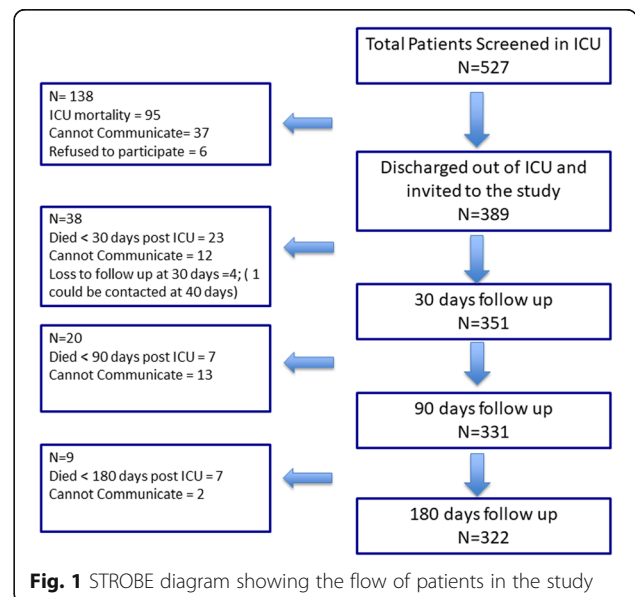 Total Patients Screened in ICU
N=527
N= 138
ICU mortality = 95
Cannot Communicate= 37
Refused to participate = 6
Discharged out of ICU and
invited to the study
N=389
N=38
Died < 30 days post ICU = 23
Cannot Communicate = 12
Loss to follow up at 30 days =4; ( 1
could be contacted at 40 days)
30 days follow up
N=351
N=20
Died < 90 days post ICU = 7
Cannot Communicate = 13
90 days follow up
N=331
N=9
Died < 180 days post ICU = 7
Cannot Communicate = 2
180 days follow up
N=322
Fig. 1 STROBE diagram showing the flow of patients in the study